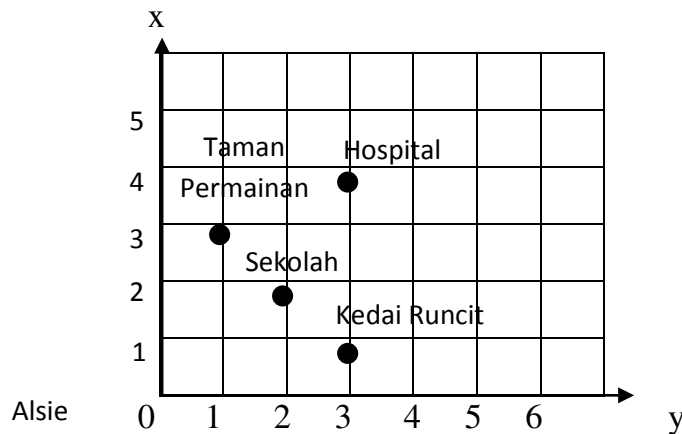 x
5
Taman Hospital
4
Permainan
3
Sekolah
2
Kedai Runcit
1
Alsie 0 1 2 3 4 5 6 y